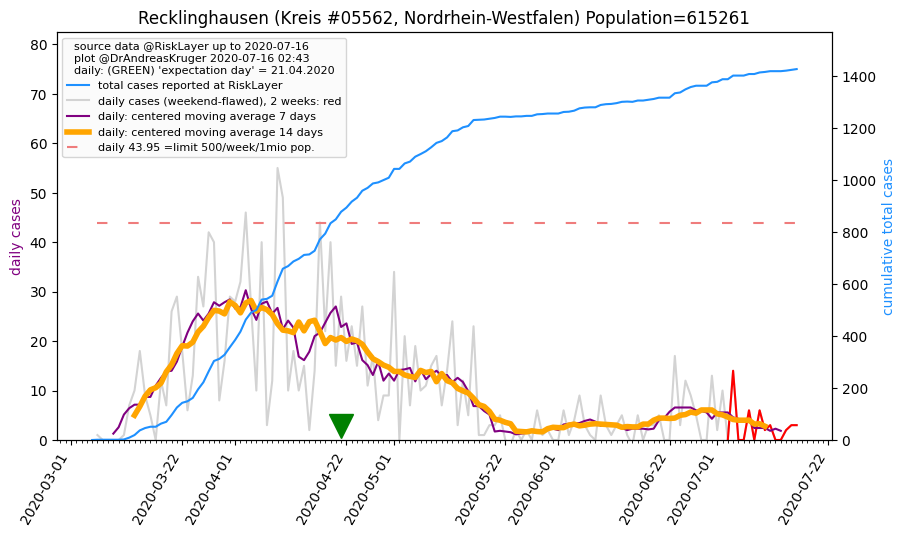 Recklinghausen (Kreis #05562, Nordrhein-Westfalen) Population=615261
source data @RiskLayer up to 2020-07-16
plot @DrAndreasKruger 2020-07-16 02:43
daily: (GREEN) 'expectation day' = 21.04.2020
total cases reported at RiskLayer
daily cases (weekend-flawed), 2 weeks: red
daily: centered moving average 7 days
daily: centered moving average 14 days
daily 43.95 =limit 500/week/1mio pop.
daily cases
80
70
60
50
40
30
20
10
0
cumulative total cases
1400
1200
1000
800
600
400
200
0
2020-03-01
2020-03-22
2020-04-01
2020-04-22
2020-05-01
2020-05-22
2020-06-01
2020-06-22
2020-07-01
2020-07-22